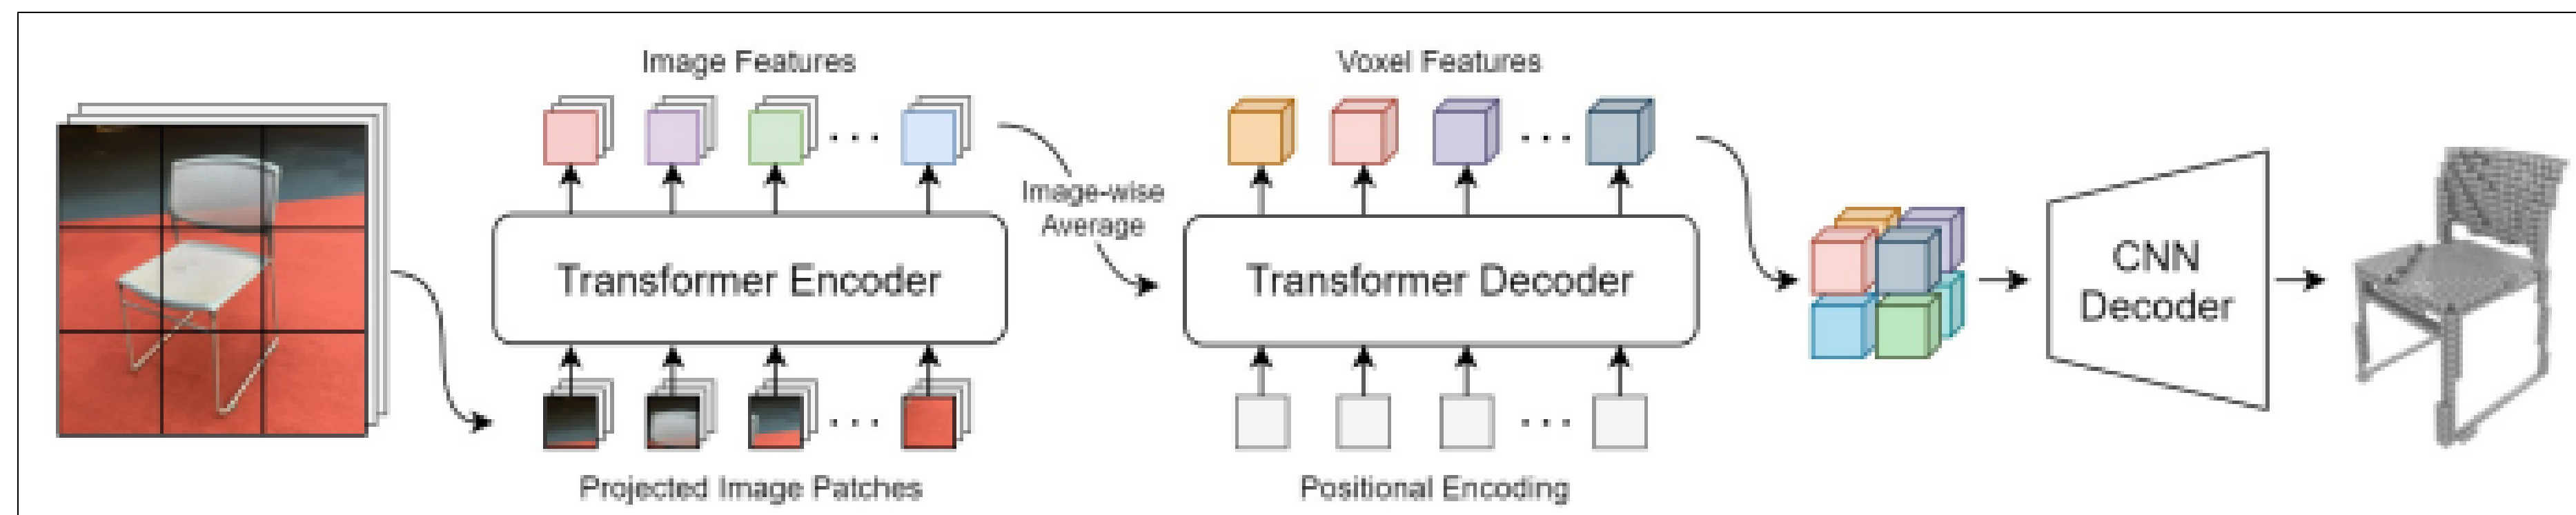 Image Features
Voxel Features
Image-wise
Average
Transformer Encoder
Transformer Decoder
CNN
Decoder
Projected Image Patches
Positional Encoding